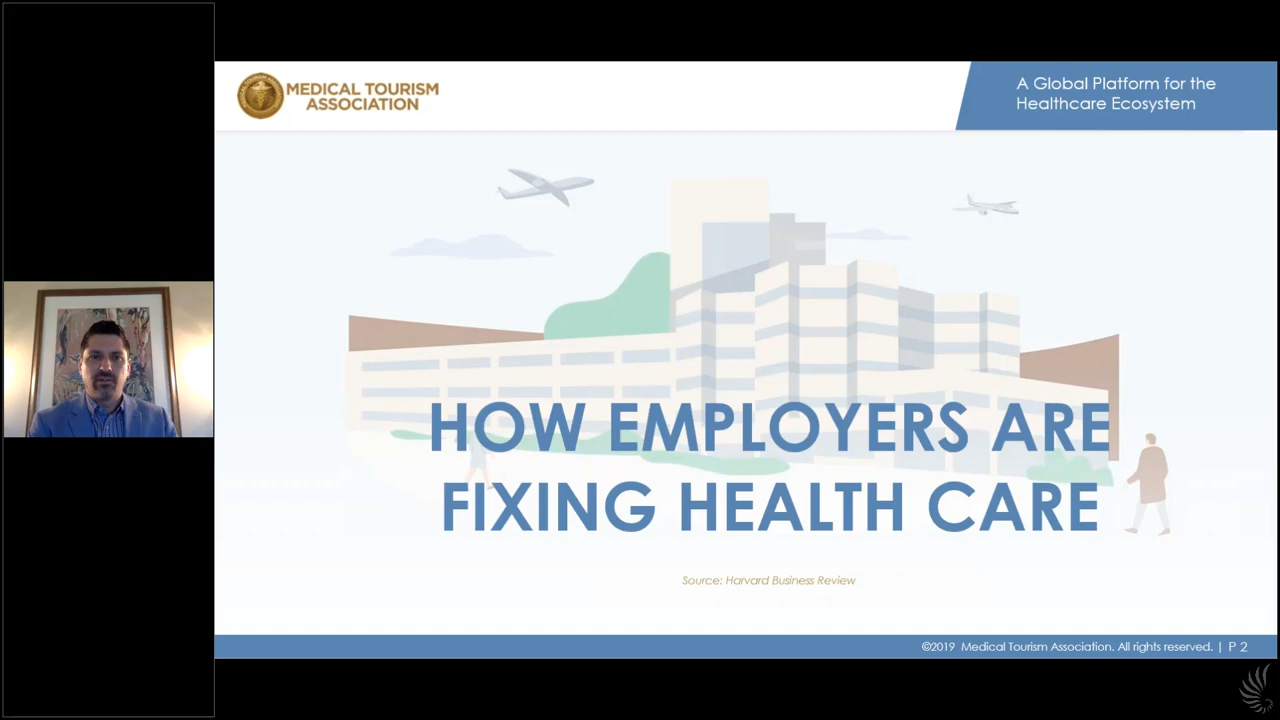 MEDICAL TOURISM
ASSOCIATION
A Global Platform for the
Healthcare Ecosystem
HOW EMPLOYERS ARE
FIXING HEALTH CARE
Source: Harvard Business Review
©2019 Medical Tourism Association. All rights reserved. | P 2